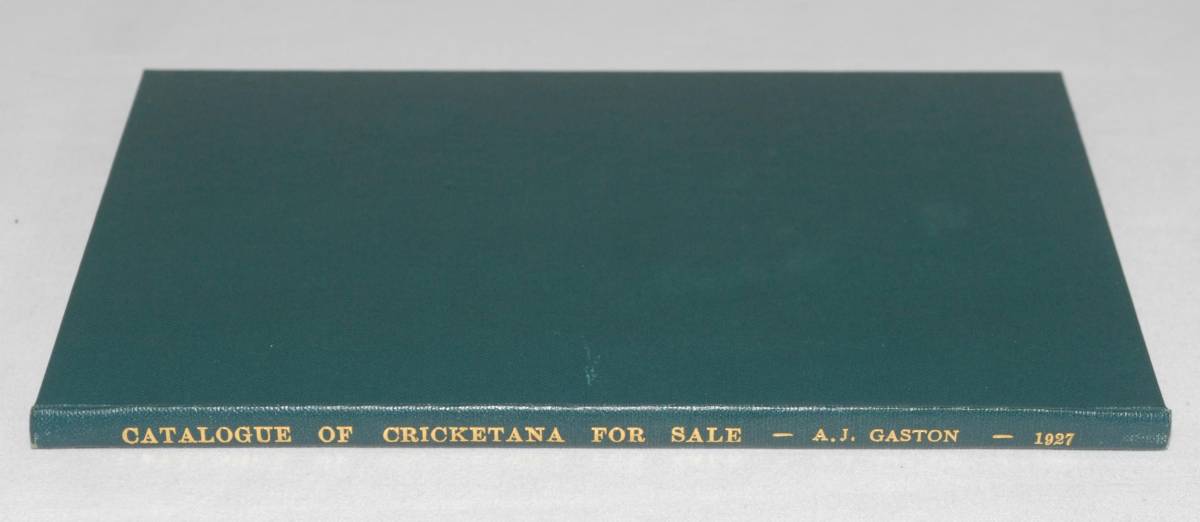 CATALOGUE OF CRICKETANA FOR SALE — A.J. GASTON — 1927